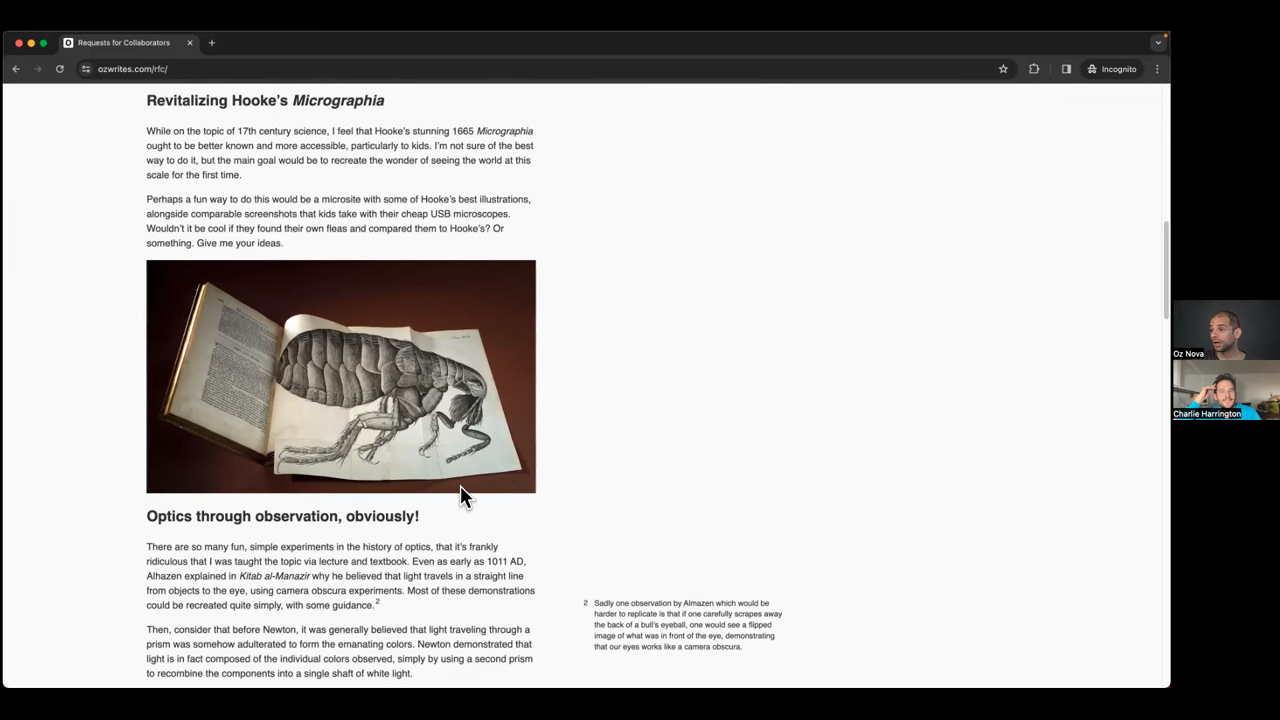 Requests for Collaborators
ozwrites.com/rfc/
Incognito
Revitalizing Hooke's Micrographia
While on the topic of 17th century science, I feel that Hooke's stunning 1665 Micrographia
ought to be better known and more accessible, particularly to kids. I'm not sure of the best
way to do it, but the main goal would be to recreate the wonder of seeing the world at this
scale for the first time.
Perhaps a fun way to do this would be a microsite with some of Hooke's best illustrations,
alongside comparable screenshots that kids take with their cheap USB microscopes.
Wouldn't it be cool if they found their own fleas and compared them to Hooke's? Or
something. Give me your ideas.
Optics through observation, obviously!
There are so many fun, simple experiments in the history of optics, that it's frankly
ridiculous that I was taught the topic via lecture and textbook. Even as early as 1011 AD,
Alhazen explained in Kitab al-Manazir why he believed that light travels in a straight line
from objects to the eye, using camera obscura experiments. Most of these demonstrations
could be recreated quite simply, with some guidance. 2
Then, consider that before Newton, it was generally believed that light traveling through a
prism was somehow adulterated to form the emanating colors. Newton demonstrated that
light is in fact composed of the individual colors observed, simply by using a second prism
to recombine the components into a single shaft of white light.
2 Sadly one observation by Almazen which would be
harder to replicate is that if one carefully scrapes away
the back of a bull's eyeball, one would see a flipped
image of what was in front of the eye, demonstrating
that our eyes works like a camera obscura.
Oz Nova
Charlie Harrington